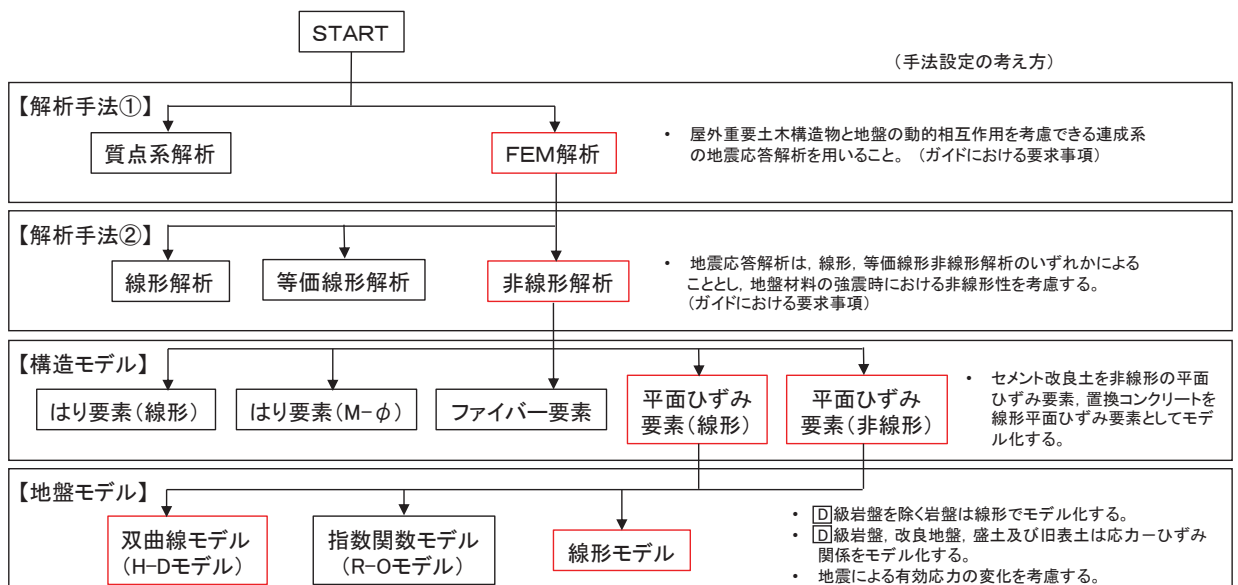 START
(手法設定の考え方)
【解析手法①】
質点系解析
FEM解析
・ 屋外重要土木構造物と地盤の動的相互作用を考慮できる連成系
の地震応答解析を用いること。(ガイドにおける要求事項)
【解析手法②】
線形解析
等価線形解析
非線形解析
・ 地震応答解析は,線形,等価線形非線形解析のいずれかによる
こととし,地盤材料の強震時における非線形性を考慮する。
(ガイドにおける要求事項)
【構造モデル】
はり要素(線形)
はり要素(M-φ)
ファイバー要素
平面ひずみ
要素(線形)
平面ひずみ
要素(非線形)
・ セメント改良土を非線形の平面
ひずみ要素,置換コンクリートを
線形平面ひずみ要素としてモデ
ル化する。
【地盤モデル】
双曲線モデル
(H-Dモデル)
指数関数モデル
(R-Oモデル)
線形モデル
・ D級岩盤を除く岩盤は線形でモデル化する。
・ D級岩盤,改良地盤,盛土及び旧表土は応力ーひずみ
関係をモデル化する。
・ 地震による有効応力の変化を考慮する。